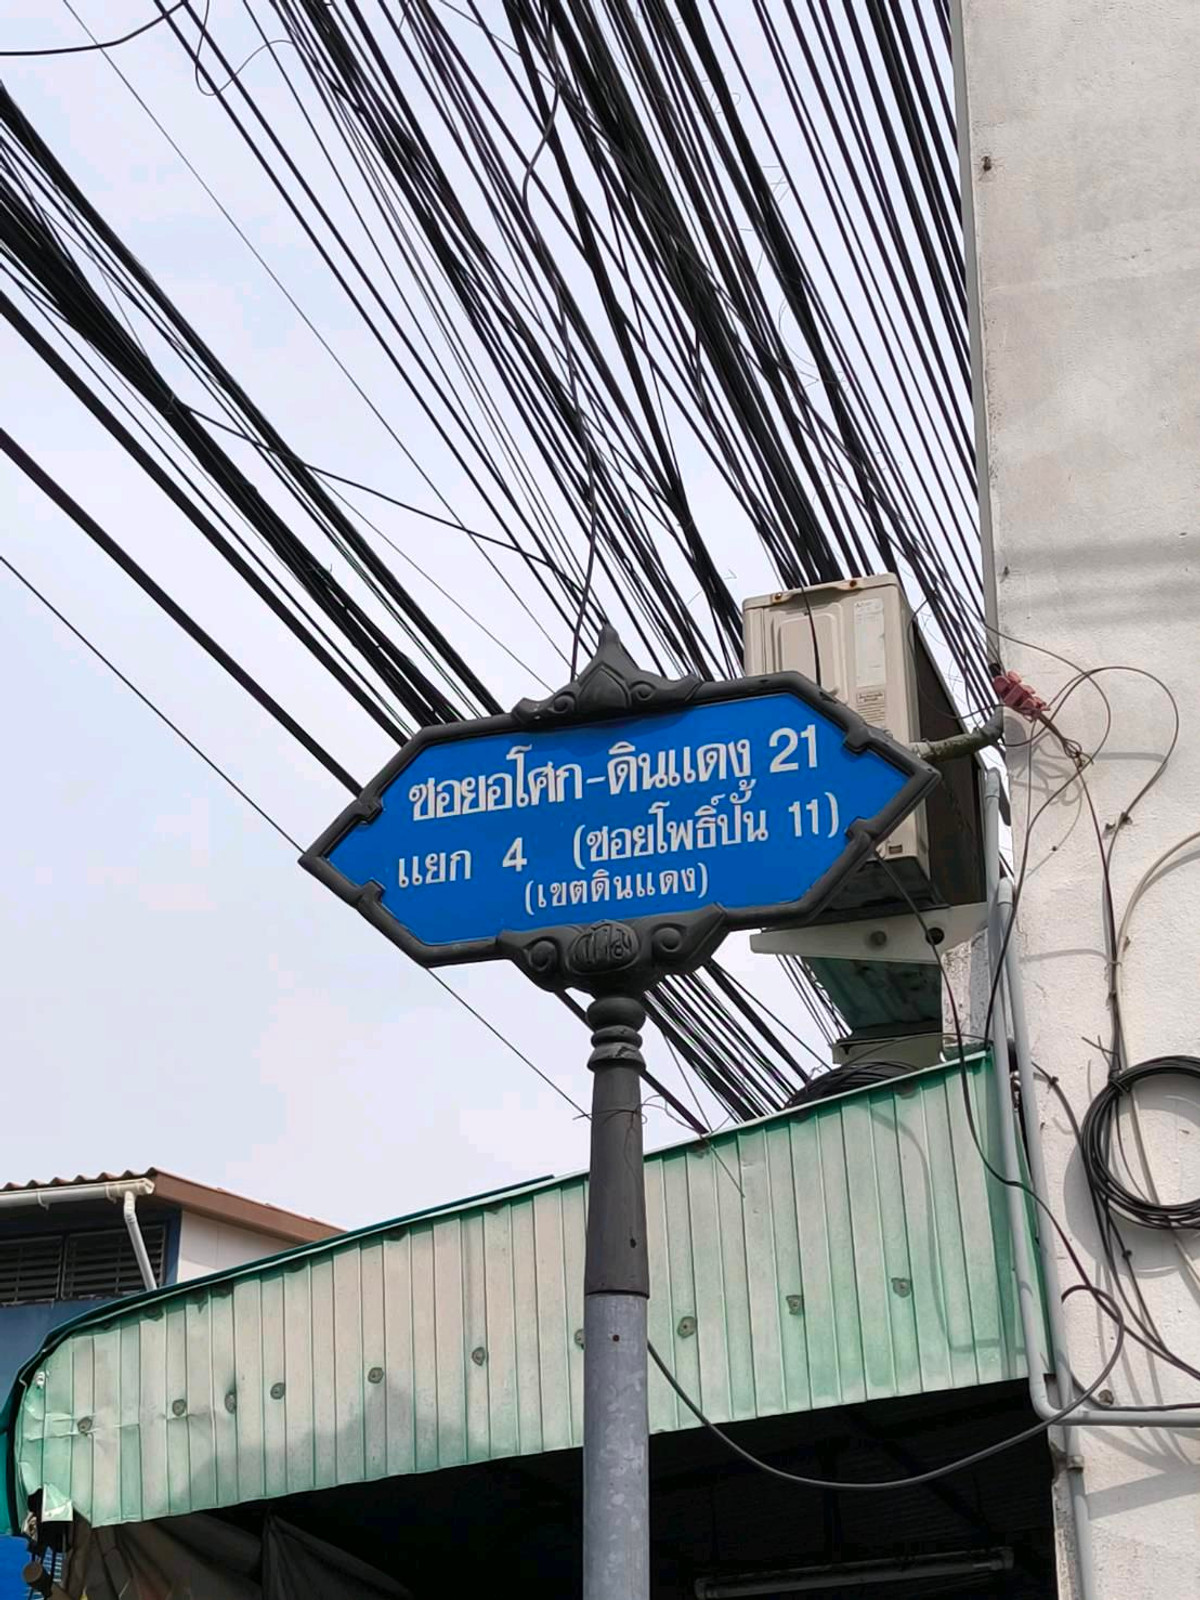 ซอยอโศก-ดินแดง 21
แยก 4 (ซอยโพธิ์ปั้น 11)
(เขตดินแดง)